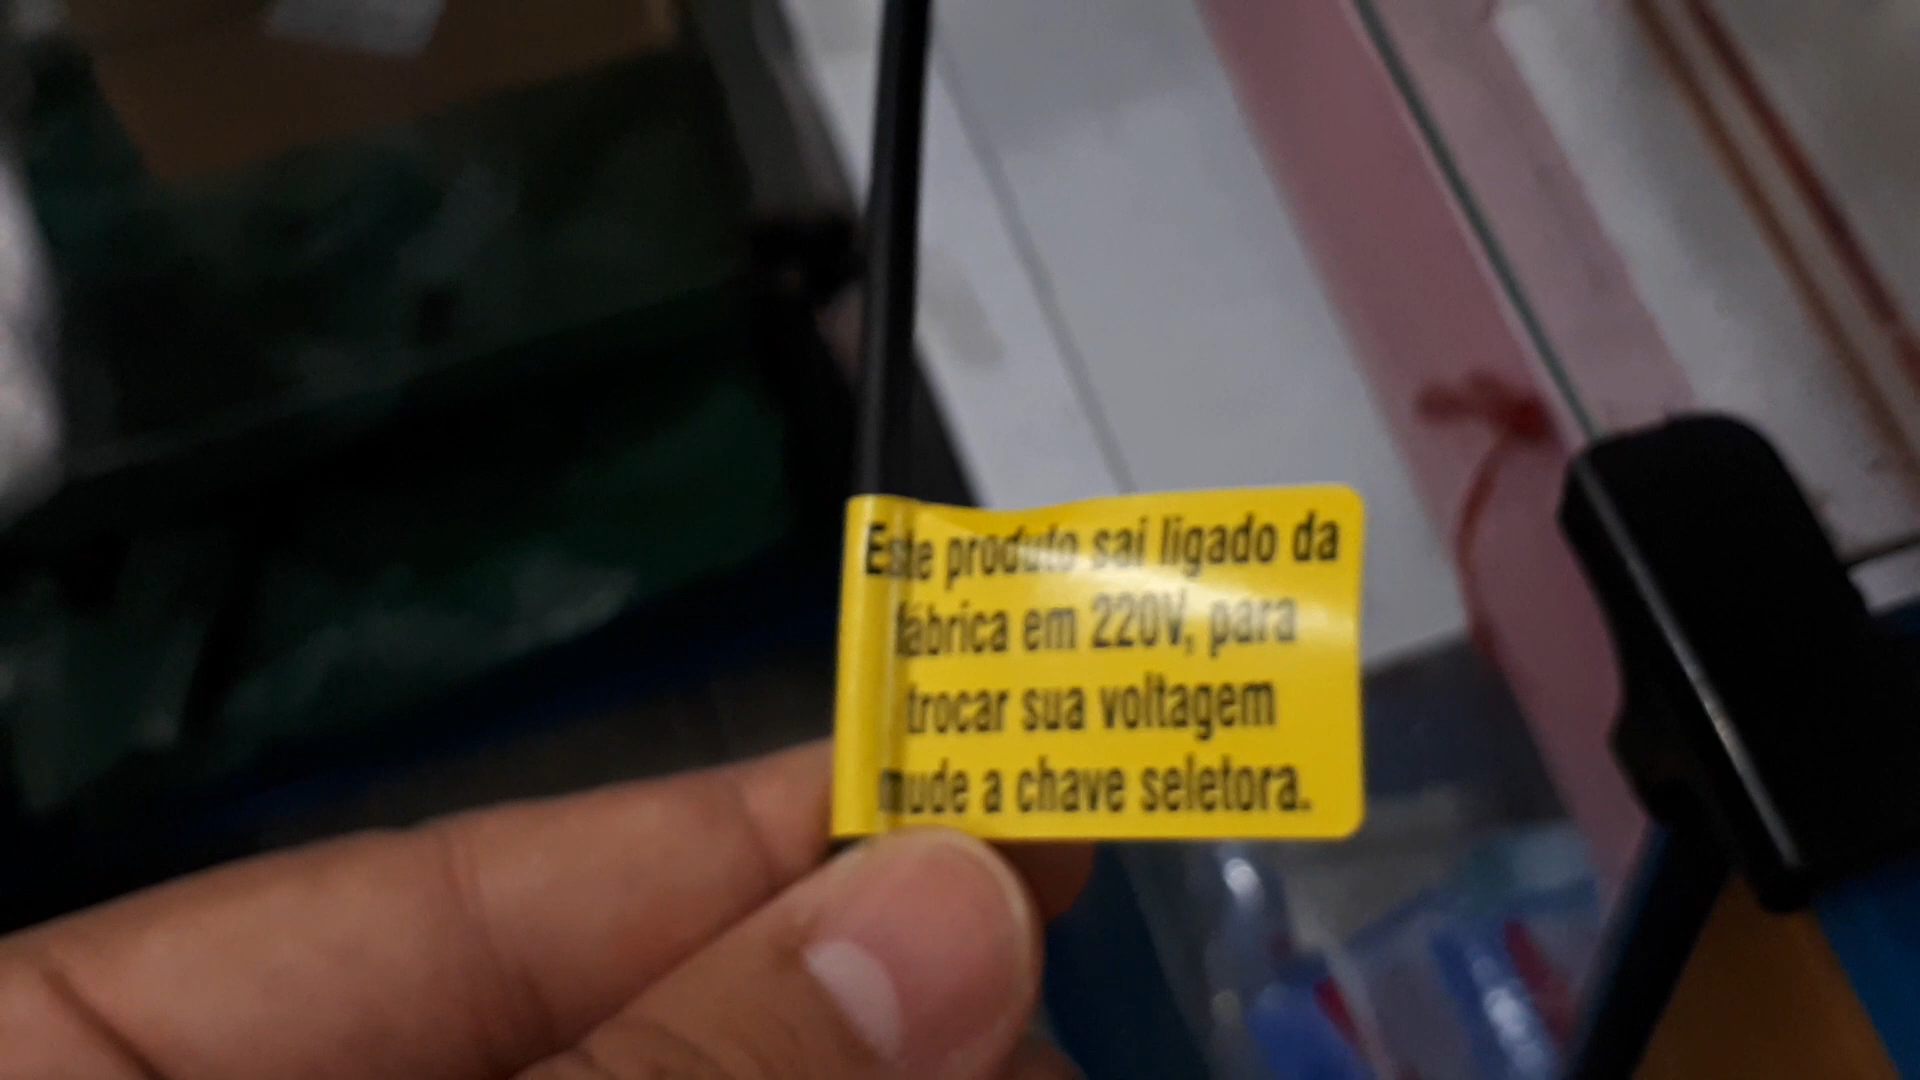 Este produto sai ligado da
fábrica em 220V, para
trocar sua voltagem
mude a chave seletora.